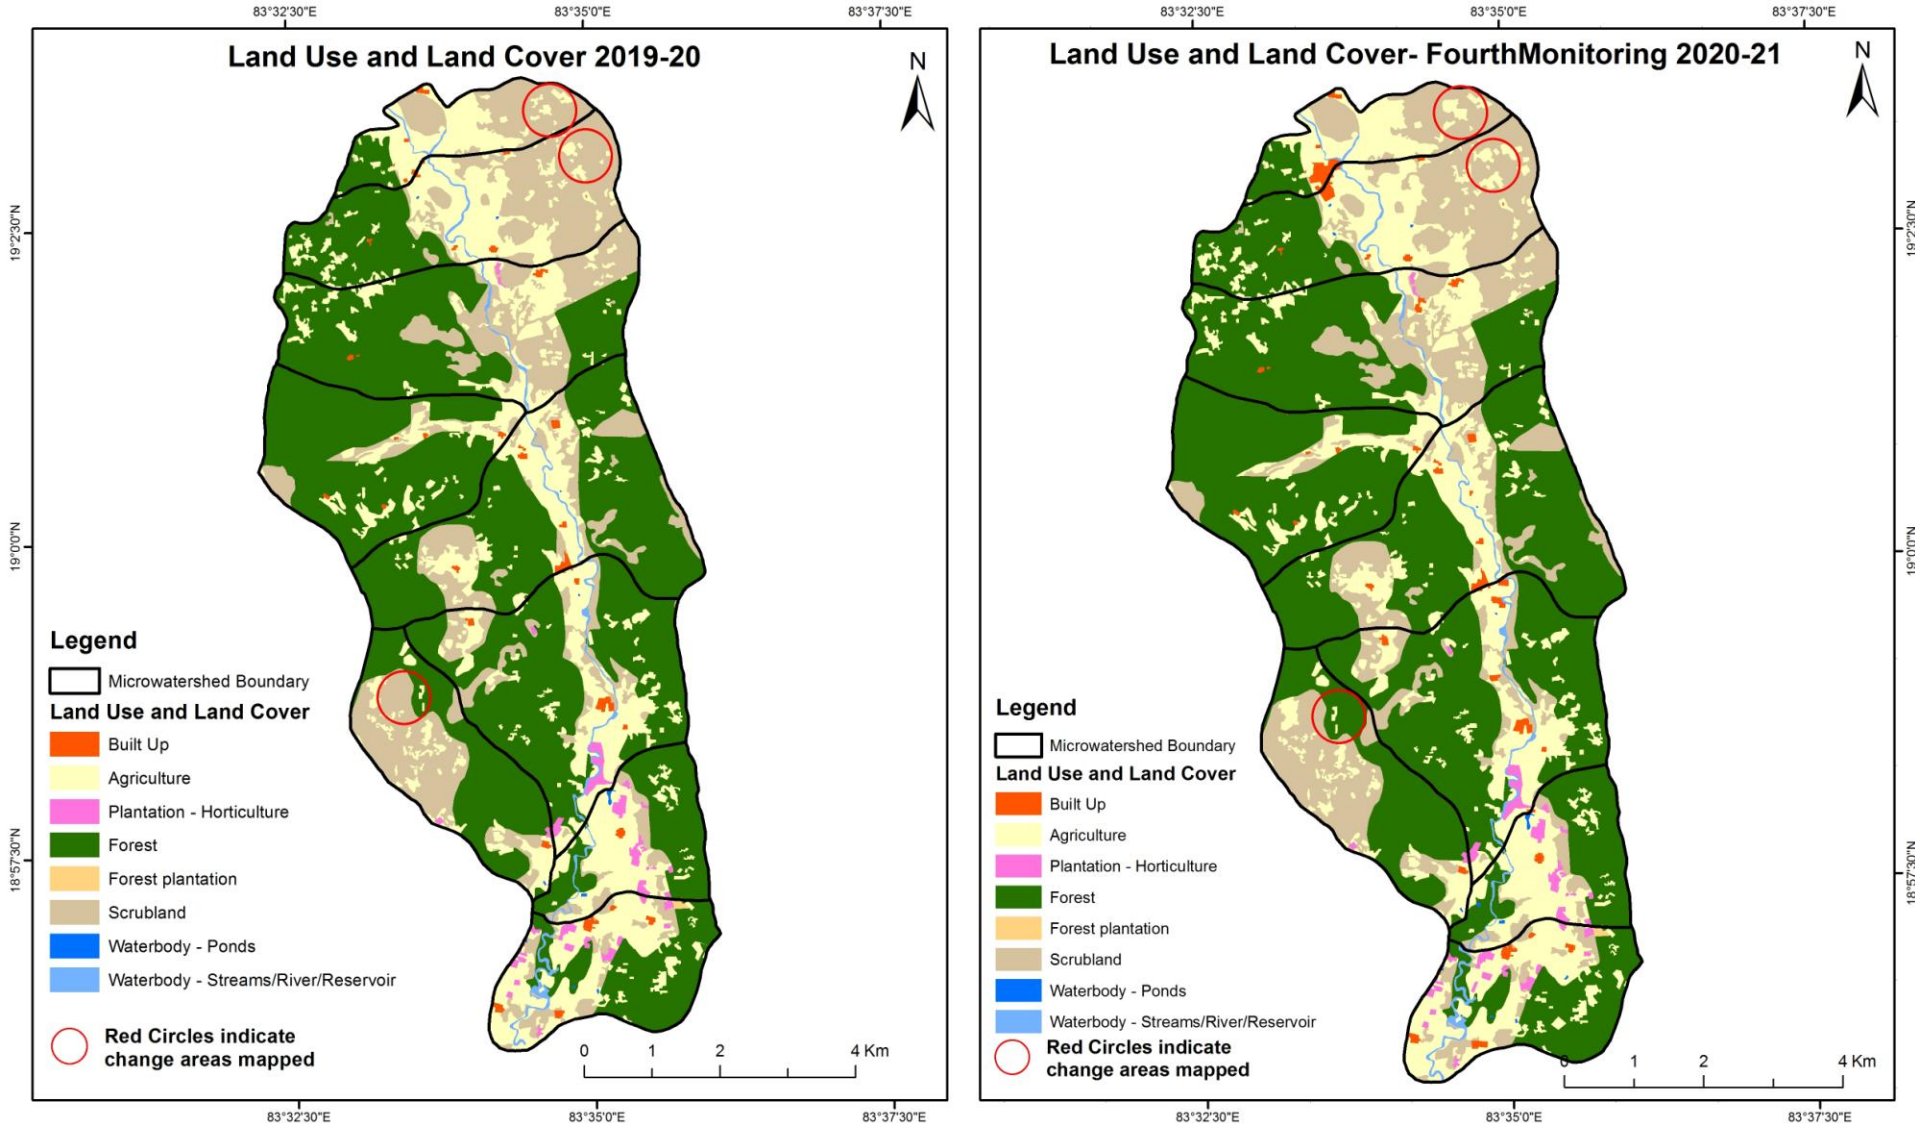 83°32'30"E
83°35'0"E
83°37'30"E
Land Use and Land Cover 2019-20
N
19°2'30"N
19°0'0"N
18°57'30"N
Legend
Microwatershed Boundary
Land Use and Land Cover
Built Up
Agriculture
Plantation - Horticulture
Forest
Forest plantation
Scrubland
Waterbody - Ponds
Waterbody - Streams/River/Reservoir
Red Circles indicate
change areas mapped
0 1 2 4 Km
83°32'30"E
83°35'0"E
83°37'30"E
83°32'30"E
83°35'0"E
83°37'30"E
Land Use and Land Cover- FourthMonitoring 2020-21
N
19°2'30"N
19°0'0"N
18°57'30"N
Legend
Microwatershed Boundary
Land Use and Land Cover
Built Up
Agriculture
Plantation - Horticulture
Forest
Forest plantation
Scrubland
Waterbody - Ponds
Waterbody - Streams/River/Reservoir
Red Circles indicate
change areas mapped
0 1 2 4 Km
83°32'30"E
83°35'0"E
83°37'30"E